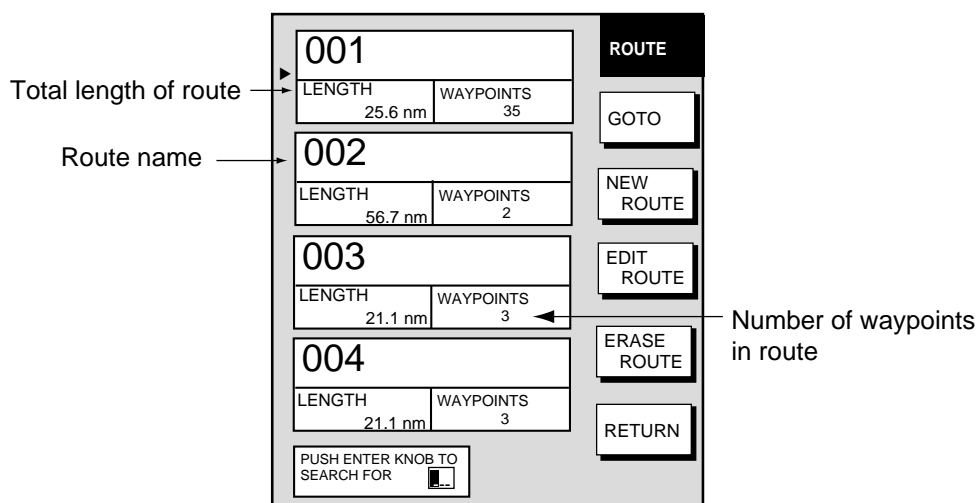 Total length of route
Route name
001
LENGTH
25.6 nm
WAYPOINTS
35
002
LENGTH
56.7 nm
WAYPOINTS
2
003
LENGTH
21.1 nm
WAYPOINTS
3
004
LENGTH
21.1 nm
WAYPOINTS
3
PUSH ENTER KNOB TO
SEARCH FOR _ _
ROUTE
GOTO
NEW
ROUTE
EDIT
ROUTE
ERASE
ROUTE
RETURN
Number of waypoints
in route